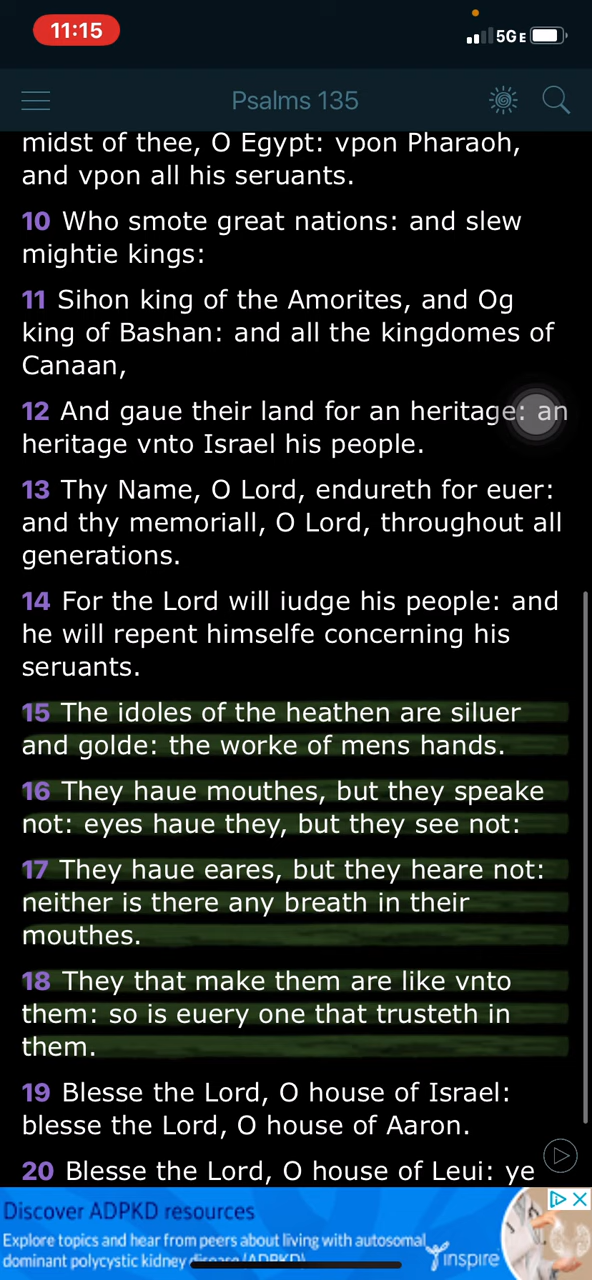 11:15
5GE
Psalms 135
midst of thee, O Egypt: vpon Pharaoh,
and vpon all his seruants.
10 Who smote great nations: and slew
mightie kings:
11 Sihon king of the Amorites, and Og
king of Bashan: and all the kingdomes of
Canaan,
12 And gaue their land for an heritage: an
heritage vnto Israel his people.
13 Thy Name, O Lord, endureth for euer:
and thy memoriall, O Lord, throughout all
generations.
14 For the Lord will iudge his people: and
he will repent himselfe concerning his
seruants.
15 The idoles of the heathen are siluer
and golde: the worke of mens hands.
16 They haue mouthes, but they speake
not: eyes haue they, but they see not:
17 They haue eares, but they heare not:
neither is there any breath in their
mouthes.
18 They that make them are like vnto
them: so is euery one that trusteth in
them.
19 Blesse the Lord, O house of Israel:
blesse the Lord, O house of Aaron.
20 Blesse the Lord, O house of Leui: ye
Discover ADPKD resources
Explore topics and hear from peers about living with autosomal
dominant polycystic kidney disease (ADPKD)
inspire